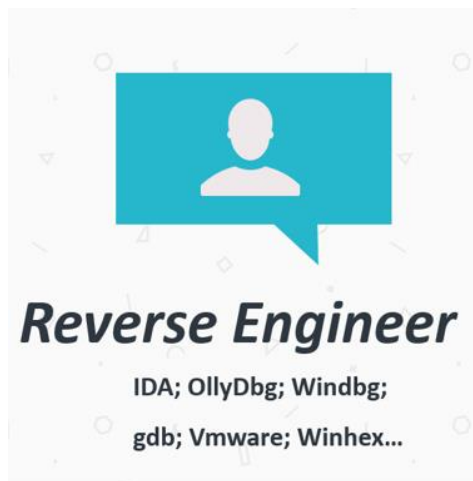 Reverse Engineer
IDA; OllyDbg; Windbg;
gdb; Vmware; Winhex...